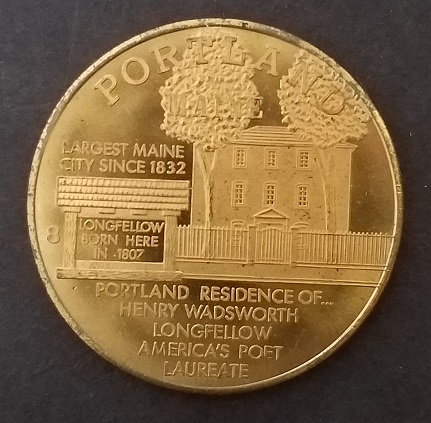 PORTLAND
MAINE
LARGEST MAINE
CITY SINCE 1832
8
LONGFELLOW
BORN HERE
IN 1807
PORTLAND RESIDENCE OF...
HENRY WADSWORTH
LONGFELLOW
AMERICA'S POET
LAUREATE